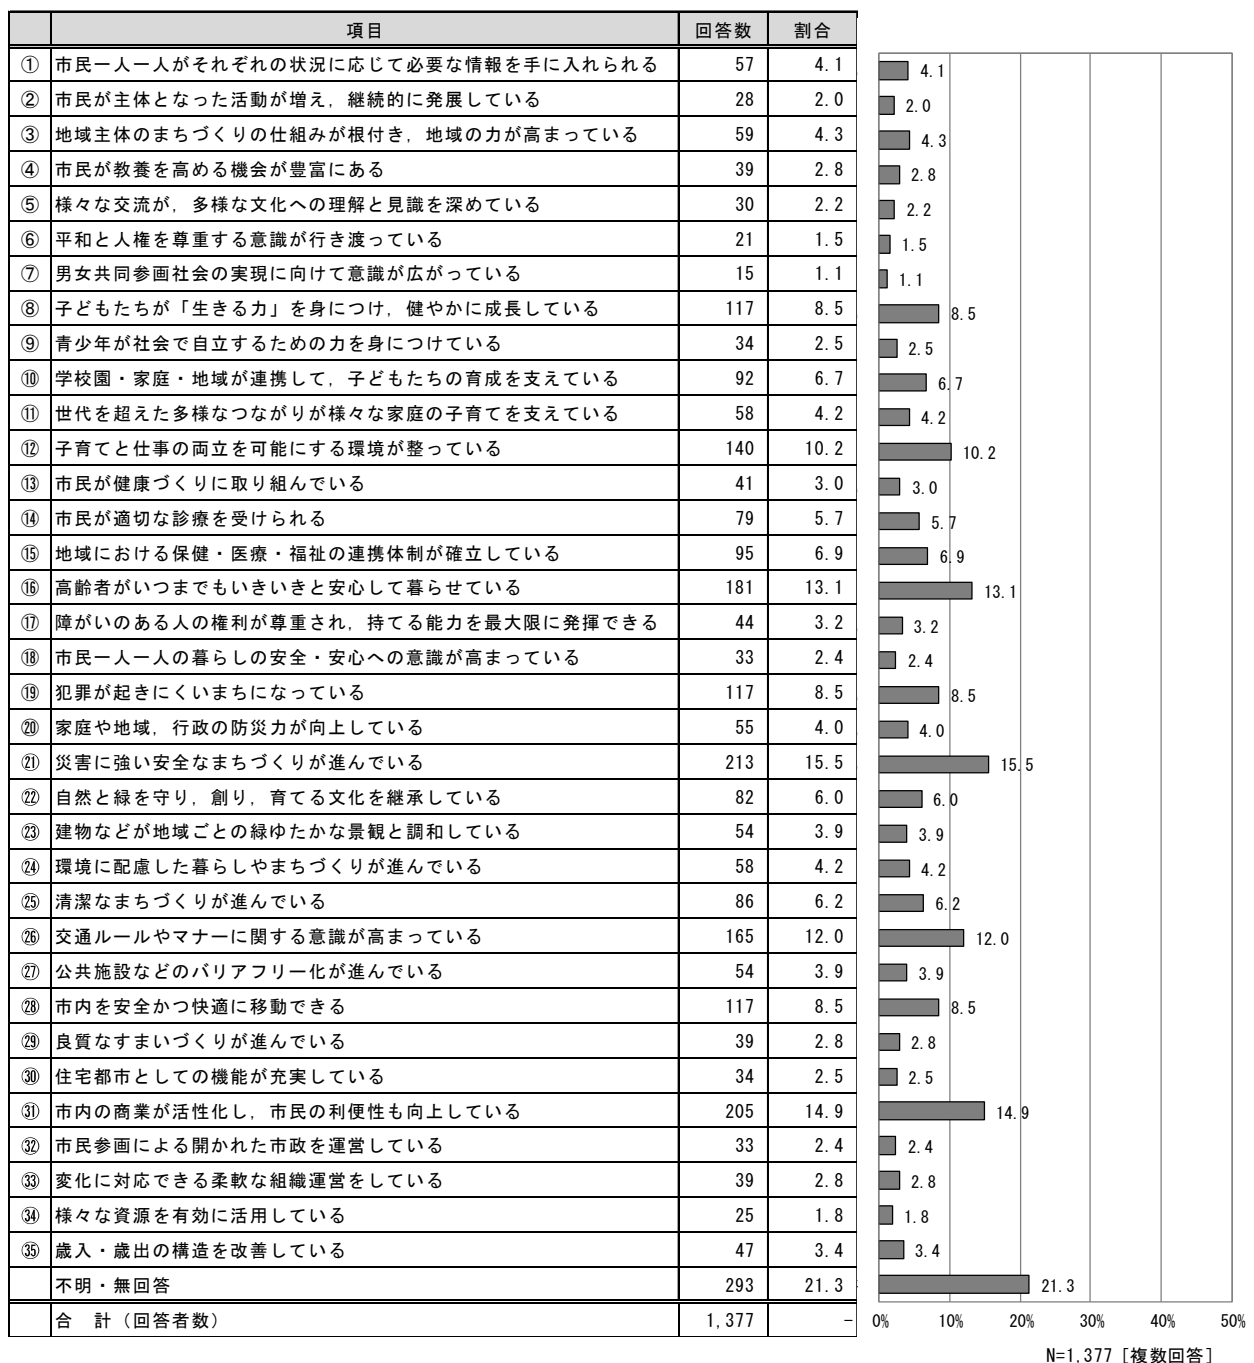 項目 回答数 割合
① 市民一人一人がそれぞれの状況に応じて必要な情報を手に入れられる 57 4.1 4.1
② 市民が主体となった活動が増え，継続的に発展している 28 2.0 2.0
③ 地域主体のまちづくりの仕組みが根付き，地域の力が高まっている 59 4.3 4.3
④ 市民が教養を高める機会が豊富にある 39 2.8 2.8
⑤ 様々な交流が，多様な文化への理解と見識を深めている 30 2.2 2.2
⑥ 平和と人権を尊重する意識が行き渡っている 21 1.5 1.5
⑦ 男女共同参画社会の実現に向けて意識が広がっている 15 1.1 1.1
⑧ 子どもたちが「生きる力」を身につけ，健やかに成長している 117 8.5 8.5
⑨ 青少年が社会で自立するための力を身につけている 34 2.5 2.5
⑩ 学校園・家庭・地域が連携して，子どもたちの育成を支えている 92 6.7 6.7
⑪ 世代を超えた多様なつながりが様々な家庭の子育てを支えている 58 4.2 4.2
⑫ 子育てと仕事の両立を可能にする環境が整っている 140 10.2 10.2
⑬ 市民が健康づくりに取り組んでいる 41 3.0 3.0
⑭ 市民が適切な診療を受けられる 79 5.7 5.7
⑮ 地域における保健・医療・福祉の連携体制が確立している 95 6.9 6.9
⑯ 高齢者がいつまでもいきいきと安心して暮らせている 181 13.1 13.1
⑰ 障がいのある人の権利が尊重され，持てる能力を最大限に発揮できる 44 3.2 3.2
⑱ 市民一人一人の暮らしの安全・安心への意識が高まっている 33 2.4 2.4
⑲ 犯罪が起きにくいまちになっている 117 8.5 8.5
⑳ 家庭や地域，行政の防災力が向上している 55 4.0 4.0
㉑ 災害に強い安全なまちづくりが進んでいる 213 15.5 15.5
㉒ 自然と緑を守り，創り，育てる文化を継承している 82 6.0 6.0
㉓ 建物などが地域ごとの緑ゆたかな景観と調和している 54 3.9 3.9
㉔ 環境に配慮した暮らしやまちづくりが進んでいる 58 4.2 4.2
㉕ 清潔なまちづくりが進んでいる 86 6.2 6.2
㉖ 交通ルールやマナーに関する意識が高まっている 165 12.0 12.0
㉗ 公共施設などのバリアフリー化が進んでいる 54 3.9 3.9
㉘ 市内を安全かつ快適に移動できる 117 8.5 8.5
㉙ 良質なすまいづくりが進んでいる 39 2.8 2.8
㉚ 住宅都市としての機能が充実している 34 2.5 2.5
㉛ 市内の商業が活性化し，市民の利便性も向上している 205 14.9 14.9
㉜ 市民参画による開かれた市政を運営している 33 2.4 2.4
㉝ 変化に対応できる柔軟な組織運営をしている 39 2.8 2.8
㉞ 様々な資源を有効に活用している 25 1.8 1.8
㉟ 歳入・歳出の構造を改善している 47 3.4 3.4
不明・無回答 293 21.3 21.3
合　計（回答者数） 1,377 - 0% 10% 20% 30% 40% 50%
N=1,377［複数回答］